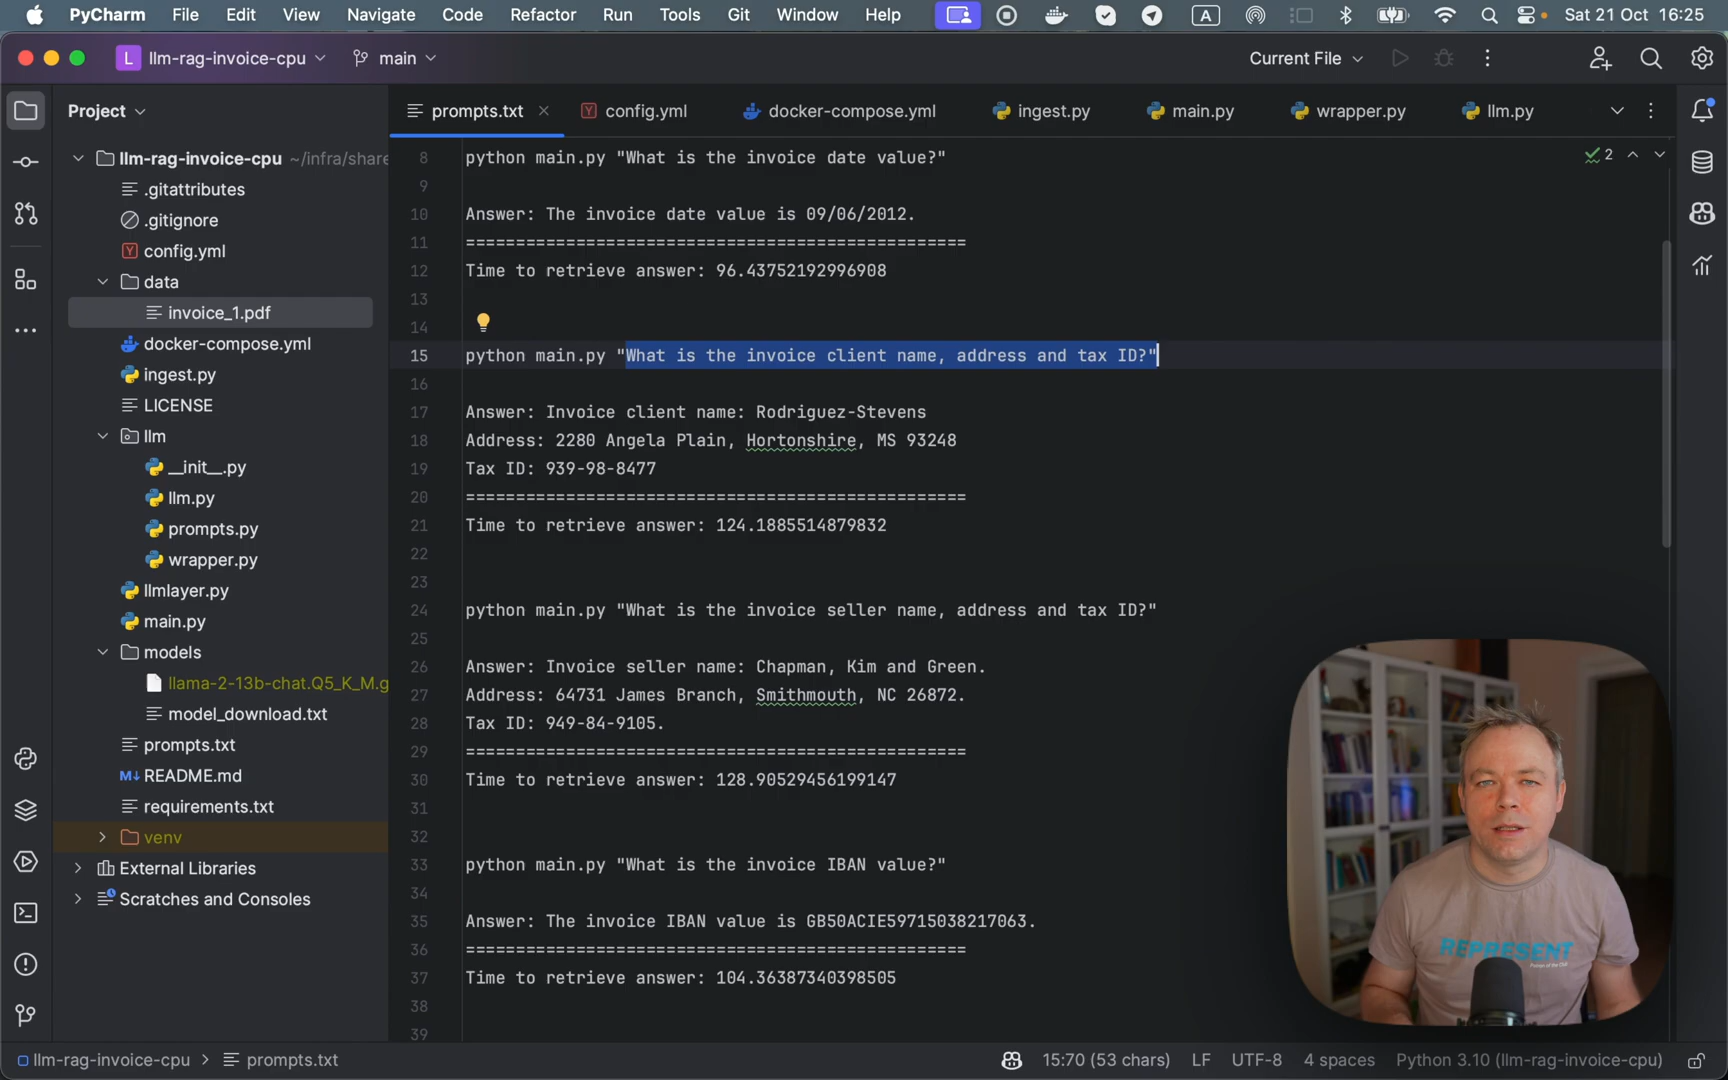 PyCharm File Edit View Navigate Code Refactor Run Tools Git Window Help A Sat 21 Oct 16:25
L llm-rag-invoice-cpu main Current File
Project prompts.txt config.yml docker-compose.yml ingest.py main.py wrapper.py llm.py
llm-rag-invoice-cpu ~/infra/share
.gitattributes
.gitignore
config.yml
data
invoice_1.pdf
docker-compose.yml
ingest.py
LICENSE
llm
__init__.py
llm.py
prompts.py
wrapper.py
llmlayer.py
main.py
models
llama-2-13b-chat.Q5_K_M.g
model_download.txt
prompts.txt
README.md
requirements.txt
venv
External Libraries
Scratches and Consoles
2
8 python main.py "What is the invoice date value?"
9
10 Answer: The invoice date value is 09/06/2012.
11 ==================================================
12 Time to retrieve answer: 96.43752192996908
13
14
15 python main.py "What is the invoice client name, address and tax ID?"
16
17 Answer: Invoice client name: Rodriguez-Stevens
18 Address: 2280 Angela Plain, Hortonshire, MS 93248
19 Tax ID: 939-98-8477
20 ==================================================
21 Time to retrieve answer: 124.1885514879832
22
23
24 python main.py "What is the invoice seller name, address and tax ID?"
25
26 Answer: Invoice seller name: Chapman, Kim and Green.
27 Address: 64731 James Branch, Smithmouth, NC 26872.
28 Tax ID: 949-84-9105.
29 ==================================================
30 Time to retrieve answer: 128.90529456199147
31
32
33 python main.py "What is the invoice IBAN value?"
34
35 Answer: The invoice IBAN value is GB50ACIE59715038217063.
36 ==================================================
37 Time to retrieve answer: 104.36387340398505
38
39
REPRESENT
llm-rag-invoice-cpu > prompts.txt 15:70 (53 chars) LF UTF-8 4 spaces Python 3.10 (llm-rag-invoice-cpu)